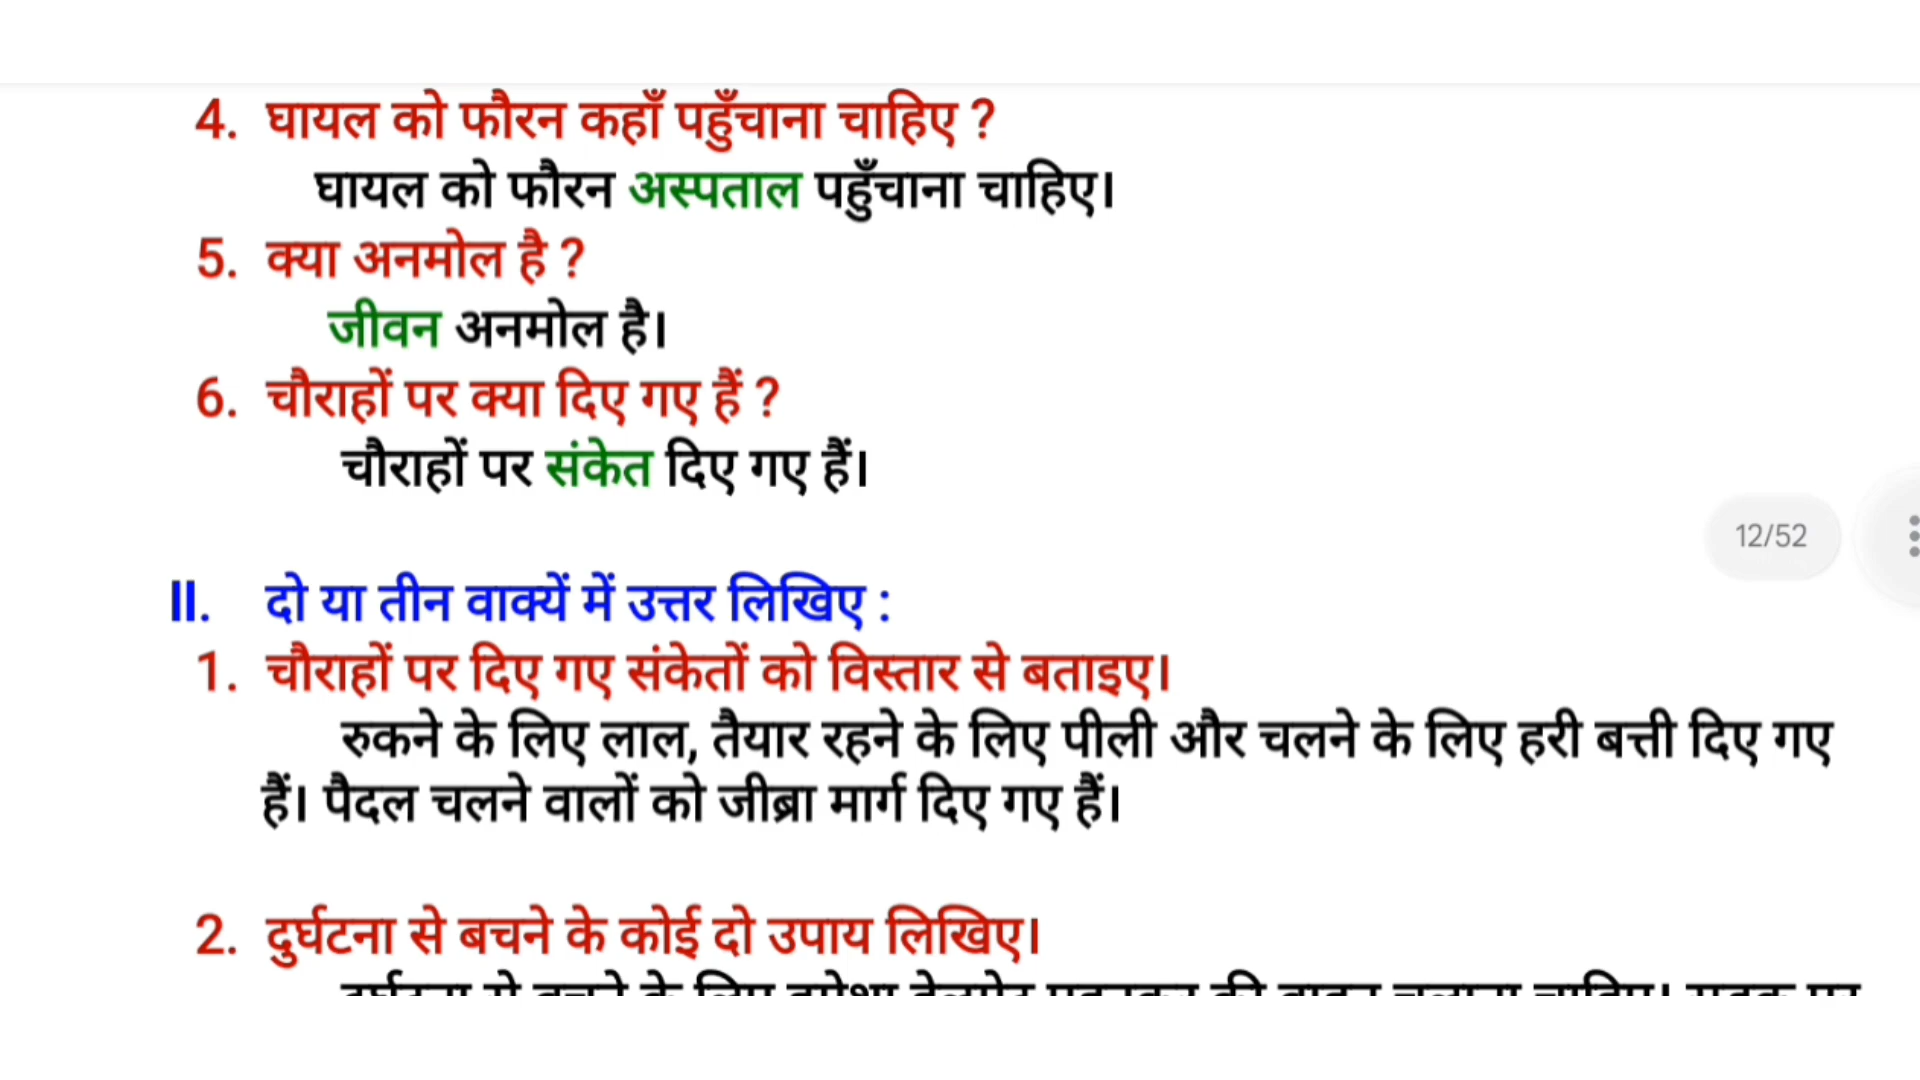 4. घायल को फौरन कहाँ पहुँचाना चाहिए ?
घायल को फौरन अस्पताल पहुँचाना चाहिए।
5. क्या अनमोल है ?
जीवन अनमोल है।
6. चौराहों पर क्या दिए गए हैं ?
चौराहों पर संकेत दिए गए हैं।
12/52
II. दो या तीन वाक्यें में उत्तर लिखिए :
1. चौराहों पर दिए गए संकेतों को विस्तार से बताइए।
रुकने के लिए लाल, तैयार रहने के लिए पीली और चलने के लिए हरी बत्ती दिए गए
हैं। पैदल चलने वालों को जीब्रा मार्ग दिए गए हैं।
2. दुर्घटना से बचने के कोई दो उपाय लिखिए।